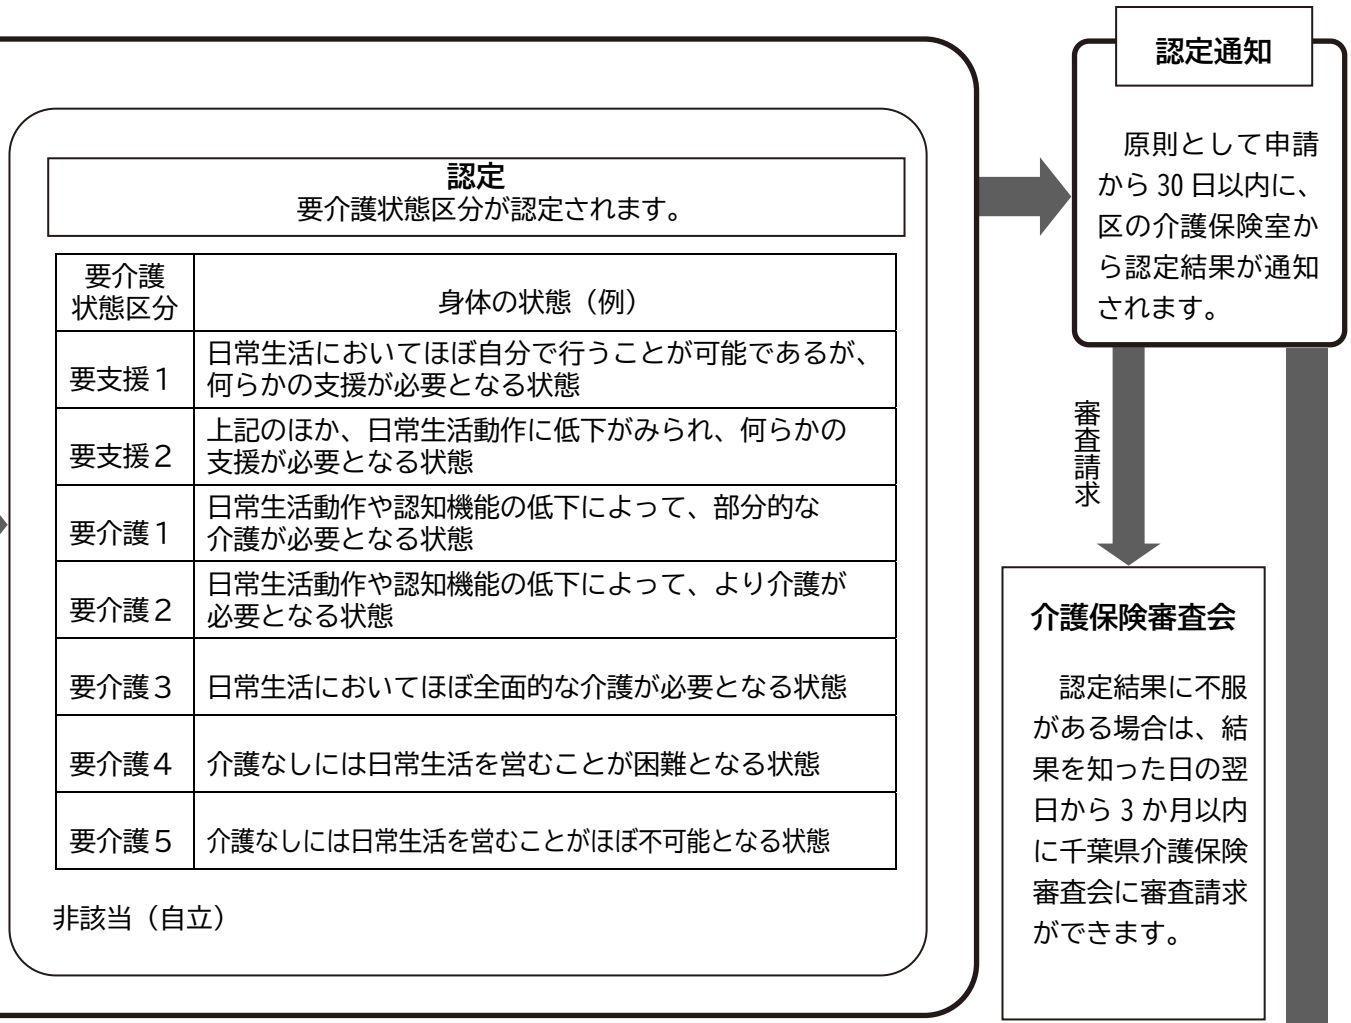 認定
要介護状態区分が認定されます。
要介護
状態区分
身体の状態（例）
要支援１
日常生活においてほぼ自分で行うことが可能であるが、
何らかの支援が必要となる状態
要支援２
上記のほか、日常生活動作に低下がみられ、何らかの
支援が必要となる状態
要介護１
日常生活動作や認知機能の低下によって、部分的な
介護が必要となる状態
要介護２
日常生活動作や認知機能の低下によって、より介護が
必要となる状態
要介護３
日常生活においてほぼ全面的な介護が必要となる状態
要介護４
介護なしには日常生活を営むことが困難となる状態
要介護５
介護なしには日常生活を営むことがほぼ不可能となる状態
非該当（自立）
認定通知
原則として申請
から 30 日以内に、
区の介護保険室か
ら認定結果が通知
されます。
審査請求
介護保険審査会
認定結果に不服
がある場合は、結
果を知った日の翌
日から 3 か月以内
に千葉県介護保険
審査会に審査請求
ができます。